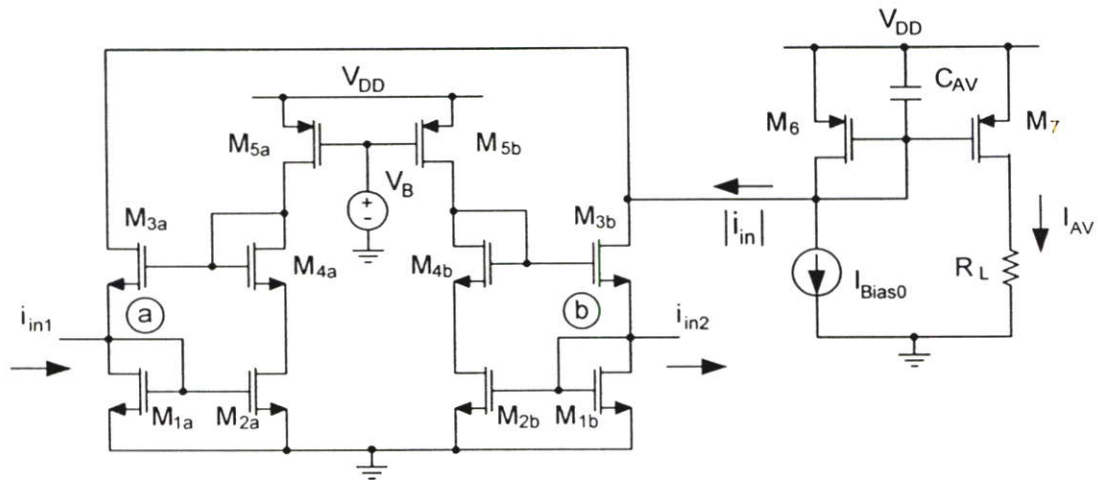 V_DD
V_DD
C_AV
M_6
M_7
M_5a
M_5b
V_B
+
-
M_3a
M_3b
|i_in|
I_AV
M_4a
M_4b
R_L
I_Bias0
a
b
i_in1
i_in2
M_1a
M_2a
M_2b
M_1b